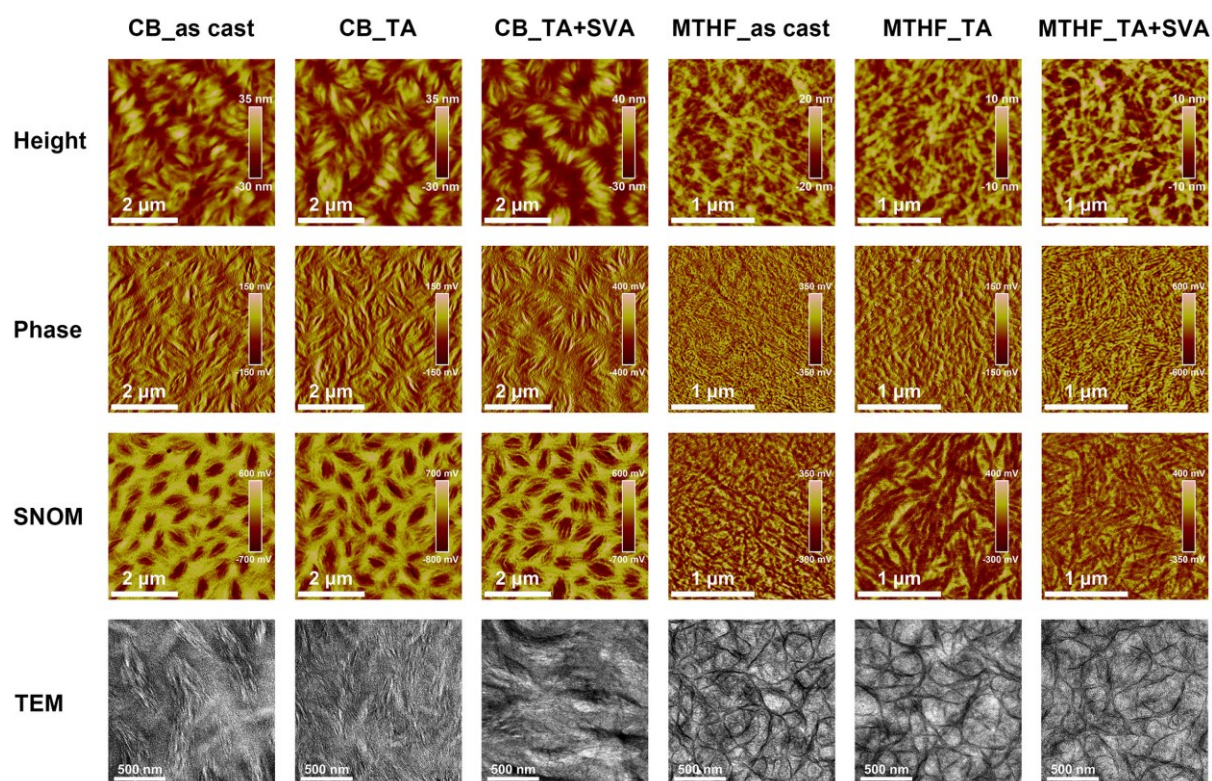 CB_as cast CB_TA CB_TA+SVA MTHF_as cast MTHF_TA MTHF_TA+SVA
Height
35 nm 35 nm 40 nm 20 nm 10 nm 10 nm
-30 nm -30 nm -30 nm -20 nm -10 nm -10 nm
2 µm 2 µm 2 µm 1 µm 1 µm 1 µm
Phase
150 mV 150 mV 400 mV 350 mV 150 mV 600 mV
-150 mV -150 mV -400 mV -350 mV -150 mV -600 mV
2 µm 2 µm 2 µm 1 µm 1 µm 1 µm
SNOM
600 mV 700 mV 600 mV 350 mV 400 mV 400 mV
-700 mV -800 mV -700 mV -350 mV -300 mV -350 mV
2 µm 2 µm 2 µm 1 µm 1 µm 1 µm
TEM
500 nm 500 nm 500 nm 500 nm 500 nm 500 nm